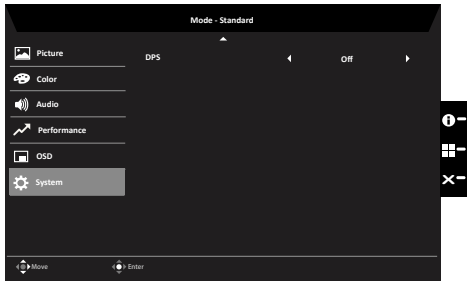 Mode - Standard
Picture
DPS Off
Color
Audio
Performance
OSD
System
Move Enter